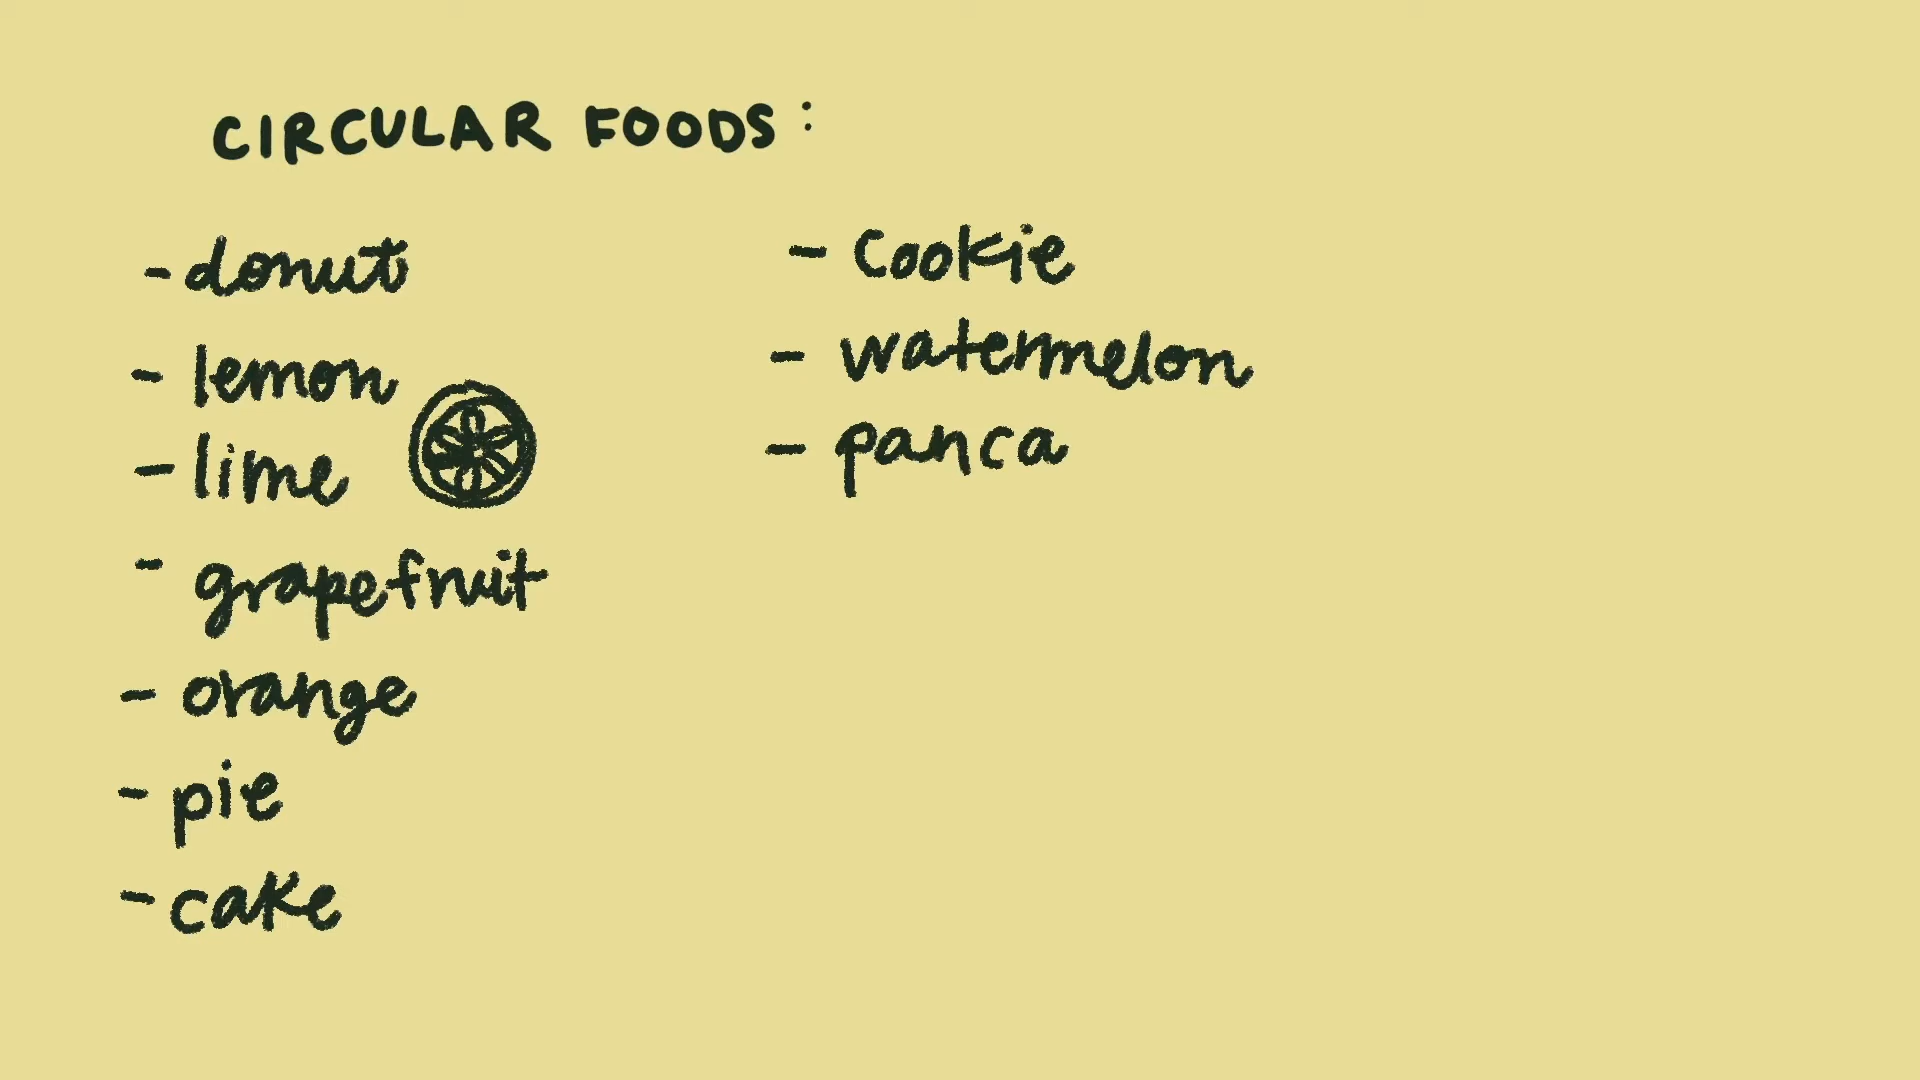 CIRCULAR FOODS:
- donut
- lemon
- lime
- grapefruit
- orange
- pie
- cake
- cookie
- watermelon
- panca